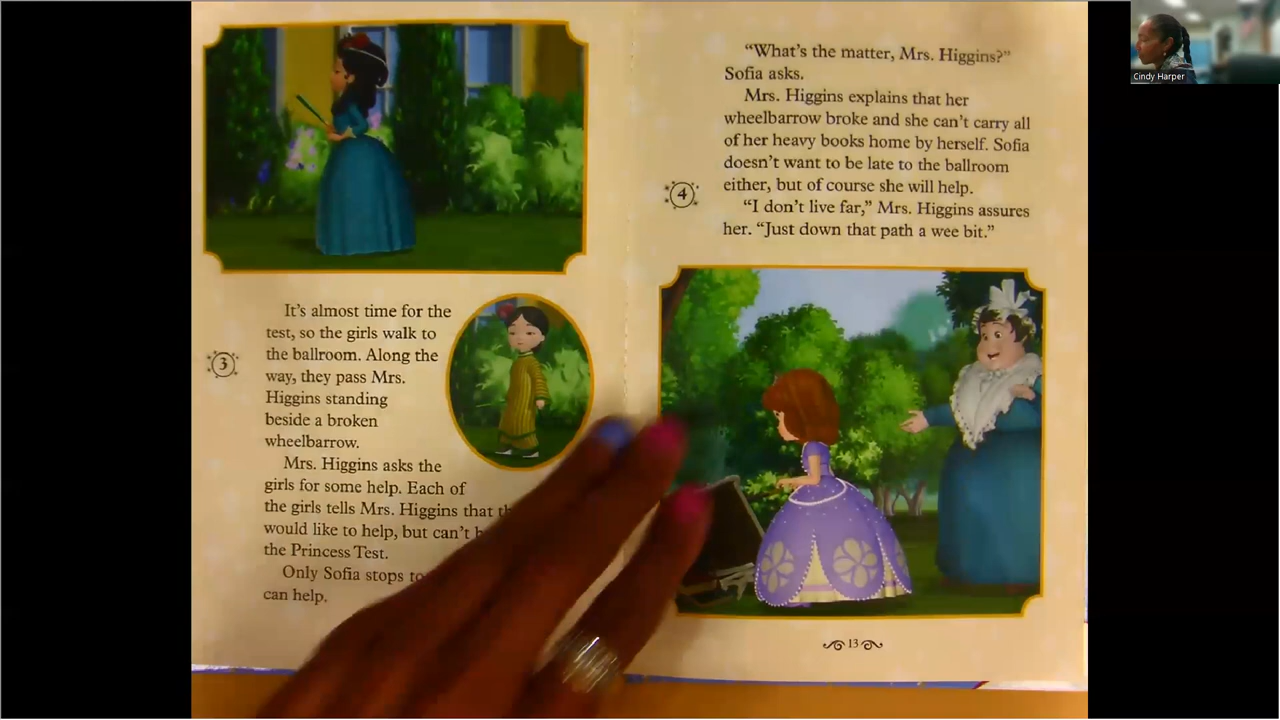 It's almost time for the
test, so the girls walk to
the ballroom. Along the
way, they pass Mrs.
Higgins standing
beside a broken
wheelbarrow.
3
Mrs. Higgins asks the
girls for some help. Each of
the girls tells Mrs. Higgins that
would like to help, but can't
the Princess Test.
Only Sofia stops
can help.
"What's the matter, Mrs. Higgins?"
Sofia asks.
Mrs. Higgins explains that her
wheelbarrow broke and she can't carry all
of her heavy books home by herself. Sofia
doesn't want to be late to the ballroom
either, but of course she will help.
4
"I don't live far," Mrs. Higgins assures
her. "Just down that path a wee bit."
13
Cindy Harper